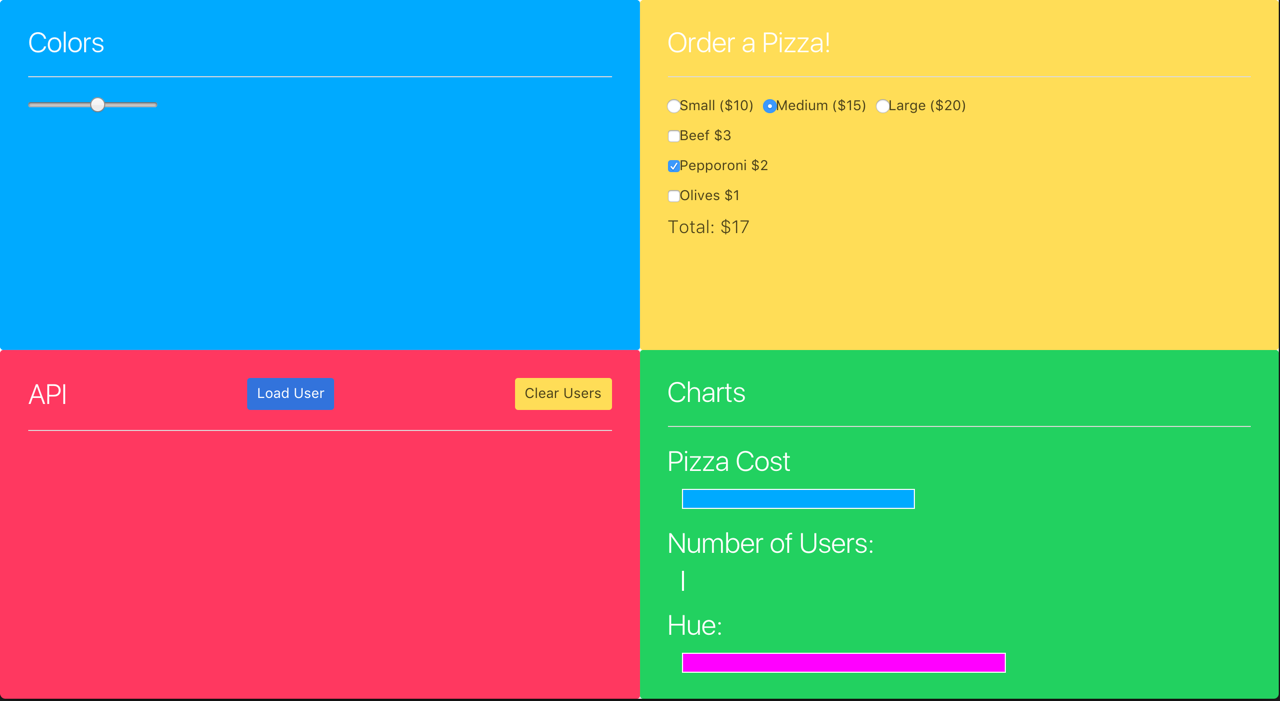 Colors
Order a Pizza!
Small ($10) Medium ($15) Large ($20)
Beef $3
Pepporoni $2
Olives $1
Total: $17
API
Load User
Clear Users
Charts
Pizza Cost
Number of Users:
Hue: